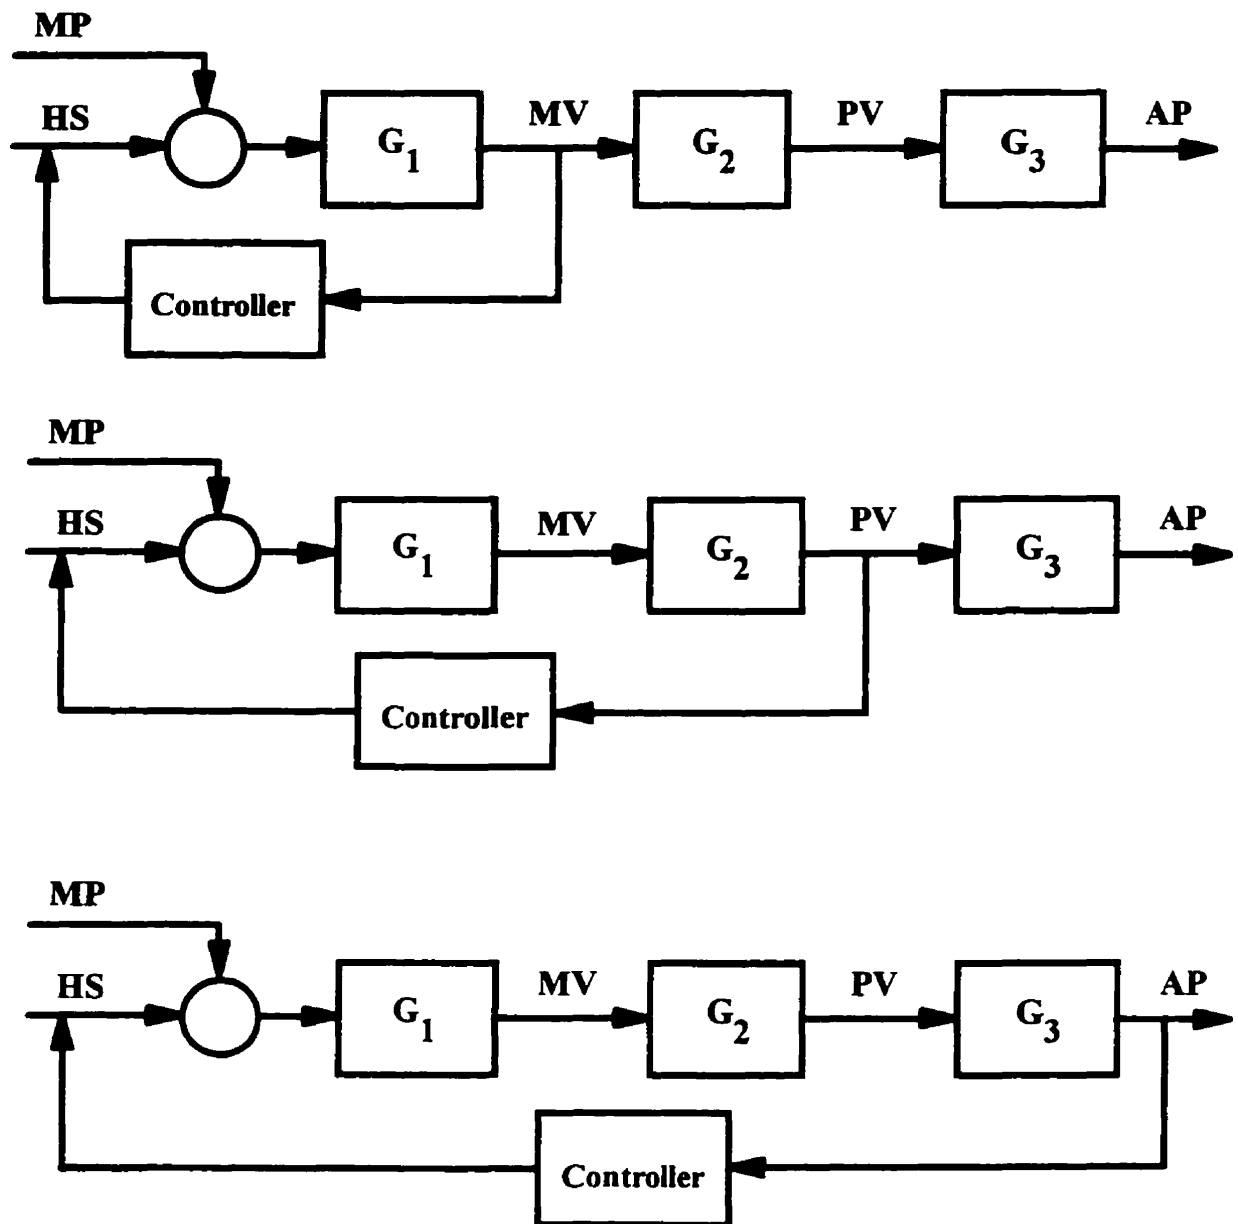 MP
HS
G1
MV
G2
PV
G3
AP
Controller
MP
HS
G1
MV
G2
PV
G3
AP
Controller
MP
HS
G1
MV
G2
PV
G3
AP
Controller